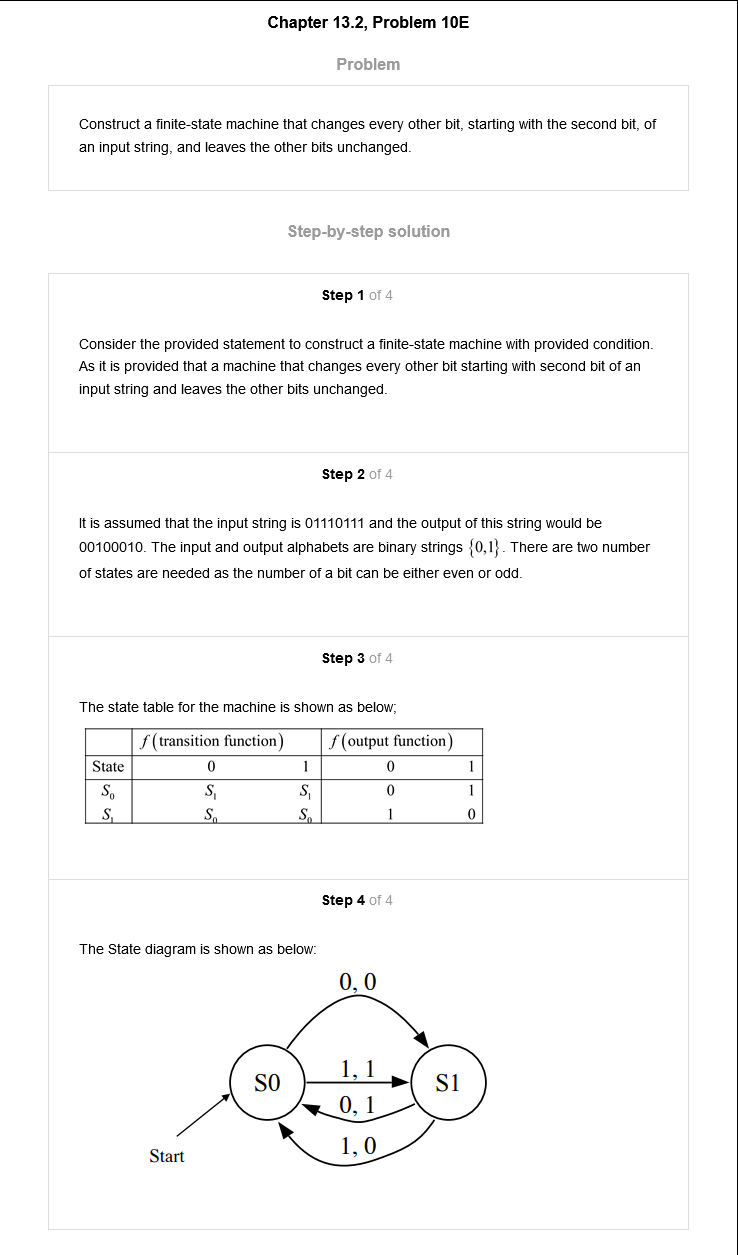 Chapter 13.2, Problem 10E
Problem
Construct a finite-state machine that changes every other bit, starting with the second bit, of
an input string, and leaves the other bits unchanged.
Step-by-step solution
Step 1 of 4
Consider the provided statement to construct a finite-state machine with provided condition.
As it is provided that a machine that changes every other bit starting with second bit of an
input string and leaves the other bits unchanged.
Step 2 of 4
It is assumed that the input string is 01110111 and the output of this string would be
00100010. The input and output alphabets are binary strings {0,1}. There are two number
of states are needed as the number of a bit can be either even or odd.
Step 3 of 4
The state table for the machine is shown as below;
f (transition function) f (output function)
State 0 1 0 1
S₀ S₁ S₁ 0 1
S₁ S₀ S₀ 1 0
Step 4 of 4
The State diagram is shown as below:
0, 0
1, 1
S0 S1
0, 1
1, 0
Start